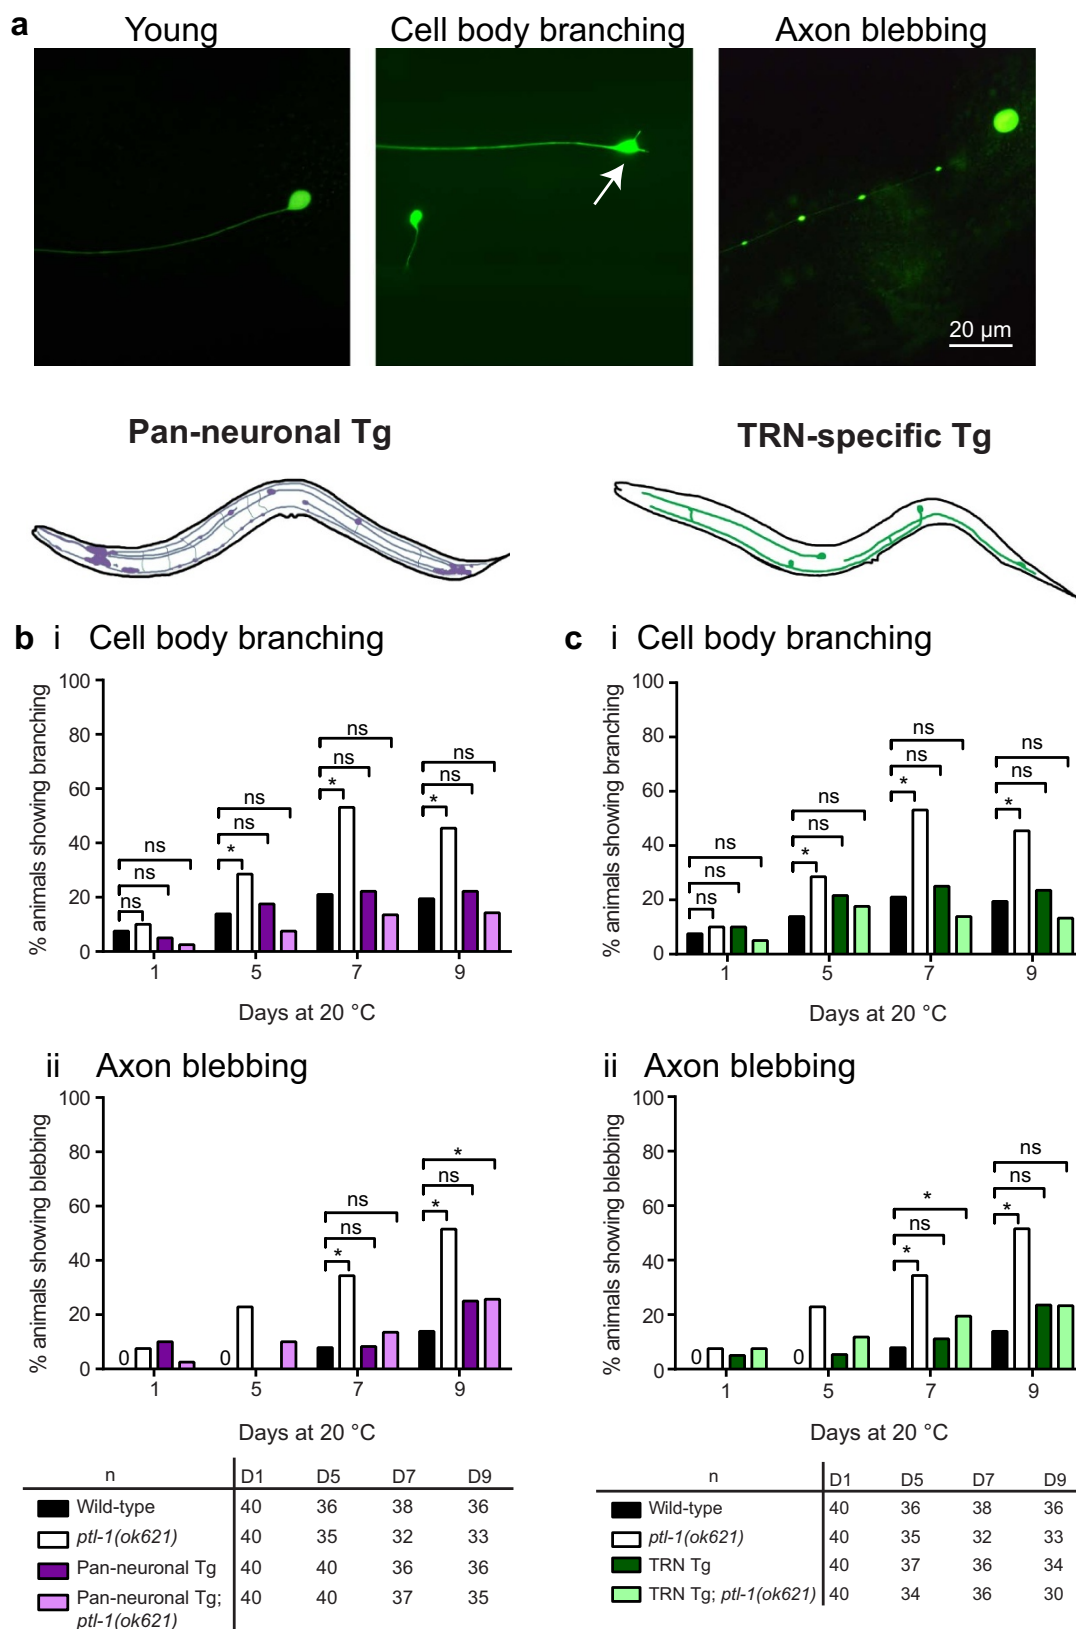 a
Young
Cell body branching
Axon blebbing
20 µm
Pan-neuronal Tg
TRN-specific Tg
b i Cell body branching
% animals showing branching
100
80
60
40
20
0
ns
ns
ns
*
ns
ns
*
ns
ns
*
ns
ns
1 5 7 9
Days at 20 °C
ii Axon blebbing
% animals showing blebbing
100
80
60
40
20
0
0
0
*
ns
ns
*
ns
*
1 5 7 9
Days at 20 °C
n D1 D5 D7 D9
Wild-type 40 36 38 36
ptl-1(ok621) 40 35 32 33
Pan-neuronal Tg 40 40 36 36
Pan-neuronal Tg; 40 40 37 35
ptl-1(ok621)
c i Cell body branching
% animals showing branching
100
80
60
40
20
0
ns
ns
ns
*
ns
ns
*
ns
ns
*
ns
ns
1 5 7 9
Days at 20 °C
ii Axon blebbing
% animals showing blebbing
100
80
60
40
20
0
0
0
*
ns
*
*
ns
ns
1 5 7 9
Days at 20 °C
n D1 D5 D7 D9
Wild-type 40 36 38 36
ptl-1(ok621) 40 35 32 33
TRN Tg 40 37 36 34
TRN Tg; ptl-1(ok621) 40 34 36 30